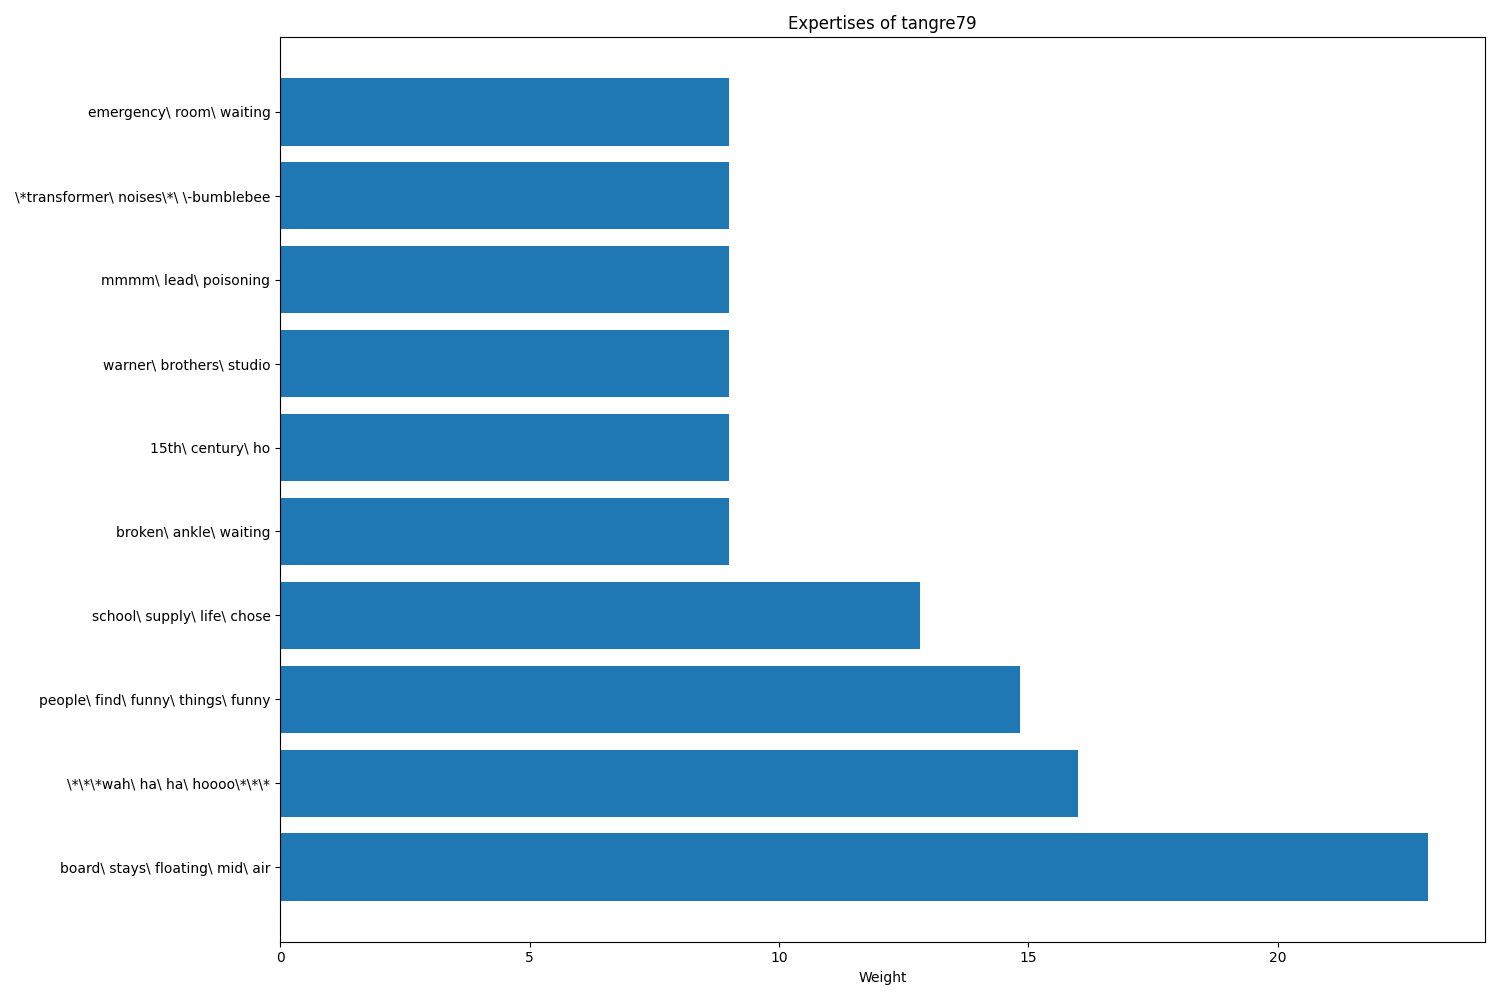 Expertises of tangre79
emergency\ room\ waiting
\*transformer\ noises\*\ \-bumblebee
mmmm\ lead\ poisoning
warner\ brothers\ studio
15th\ century\ ho
broken\ ankle\ waiting
school\ supply\ life\ chose
people\ find\ funny\ things\ funny
\*\*\*wah\ ha\ ha\ hoooo\*\*\*
board\ stays\ floating\ mid\ air
0 5 10 15 20
Weight